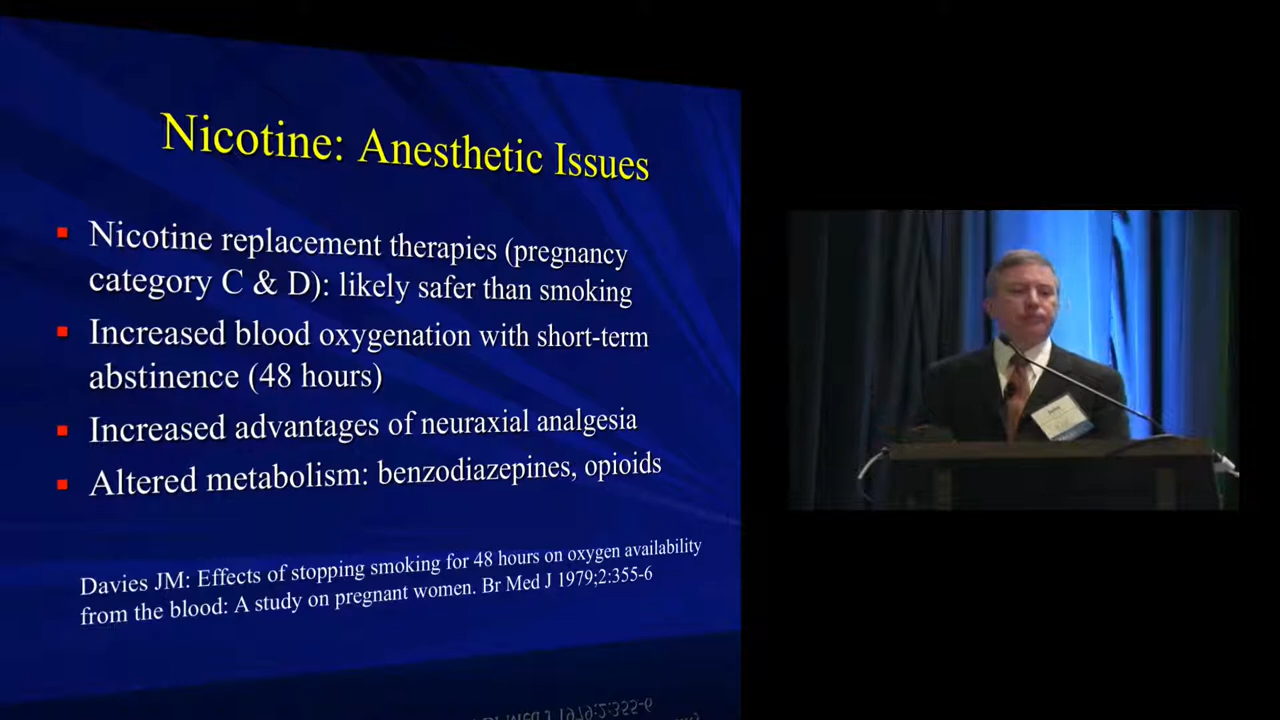 Nicotine: Anesthetic Issues
Nicotine replacement therapies (pregnancy
category C & D): likely safer than smoking
Increased blood oxygenation with short-term
abstinence (48 hours)
Increased advantages of neuraxial analgesia
Altered metabolism: benzodiazepines, opioids
Davies JM: Effects of stopping smoking for 48 hours on oxygen availability
from the blood: A study on pregnant women. Br Med J 1979;2:355-6